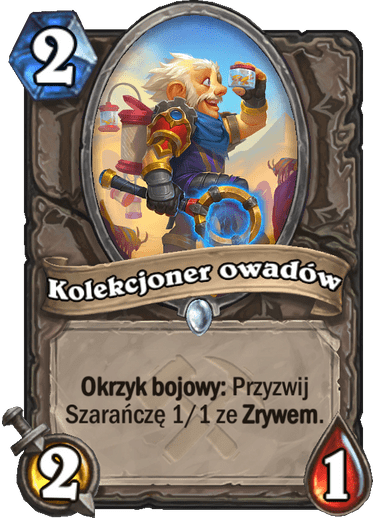 2
Kolekcjoner owadów
Okrzyk bojowy: Przyzwij
Szarańczę 1/1 ze Zrywem.
2
1